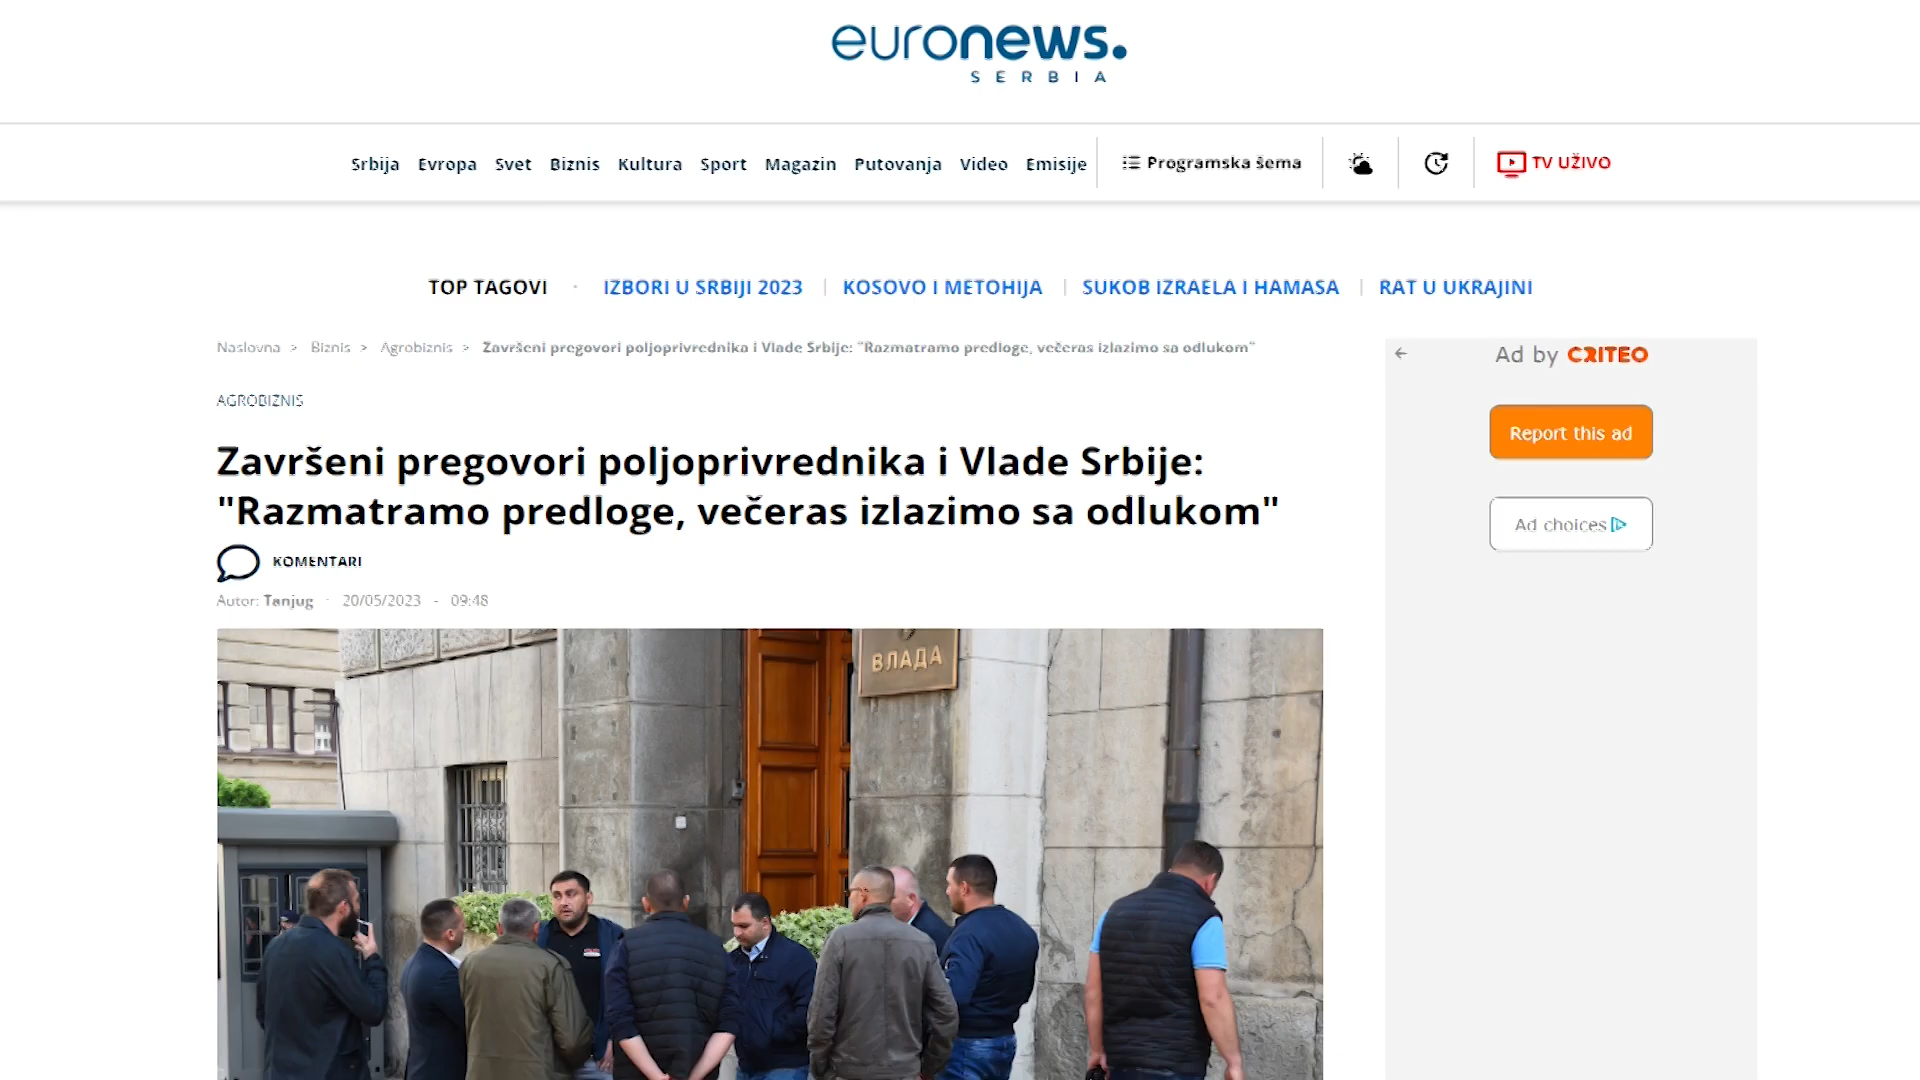 euronews.
SERBIA
Srbija Evropa Svet Biznis Kultura Sport Magazin Putovanja Video Emisije Programska šema TV UŽIVO
TOP TAGOVI · IZBORI U SRBIJI 2023 | KOSOVO I METOHIJA | SUKOB IZRAELA I HAMASA | RAT U UKRAJINI
Naslovna > Biznis > Agrobiznis > Završeni pregovori poljoprivrednika i Vlade Srbije: "Razmatramo predloge, večeras izlazimo sa odlukom"
Ad by CRITEO
Report this ad
Ad choices
AGROBIZNIS
Završeni pregovori poljoprivrednika i Vlade Srbije:
"Razmatramo predloge, večeras izlazimo sa odlukom"
KOMENTARI
Autor: Tanjug · 20/05/2023 - 09:48
ВЛАДА